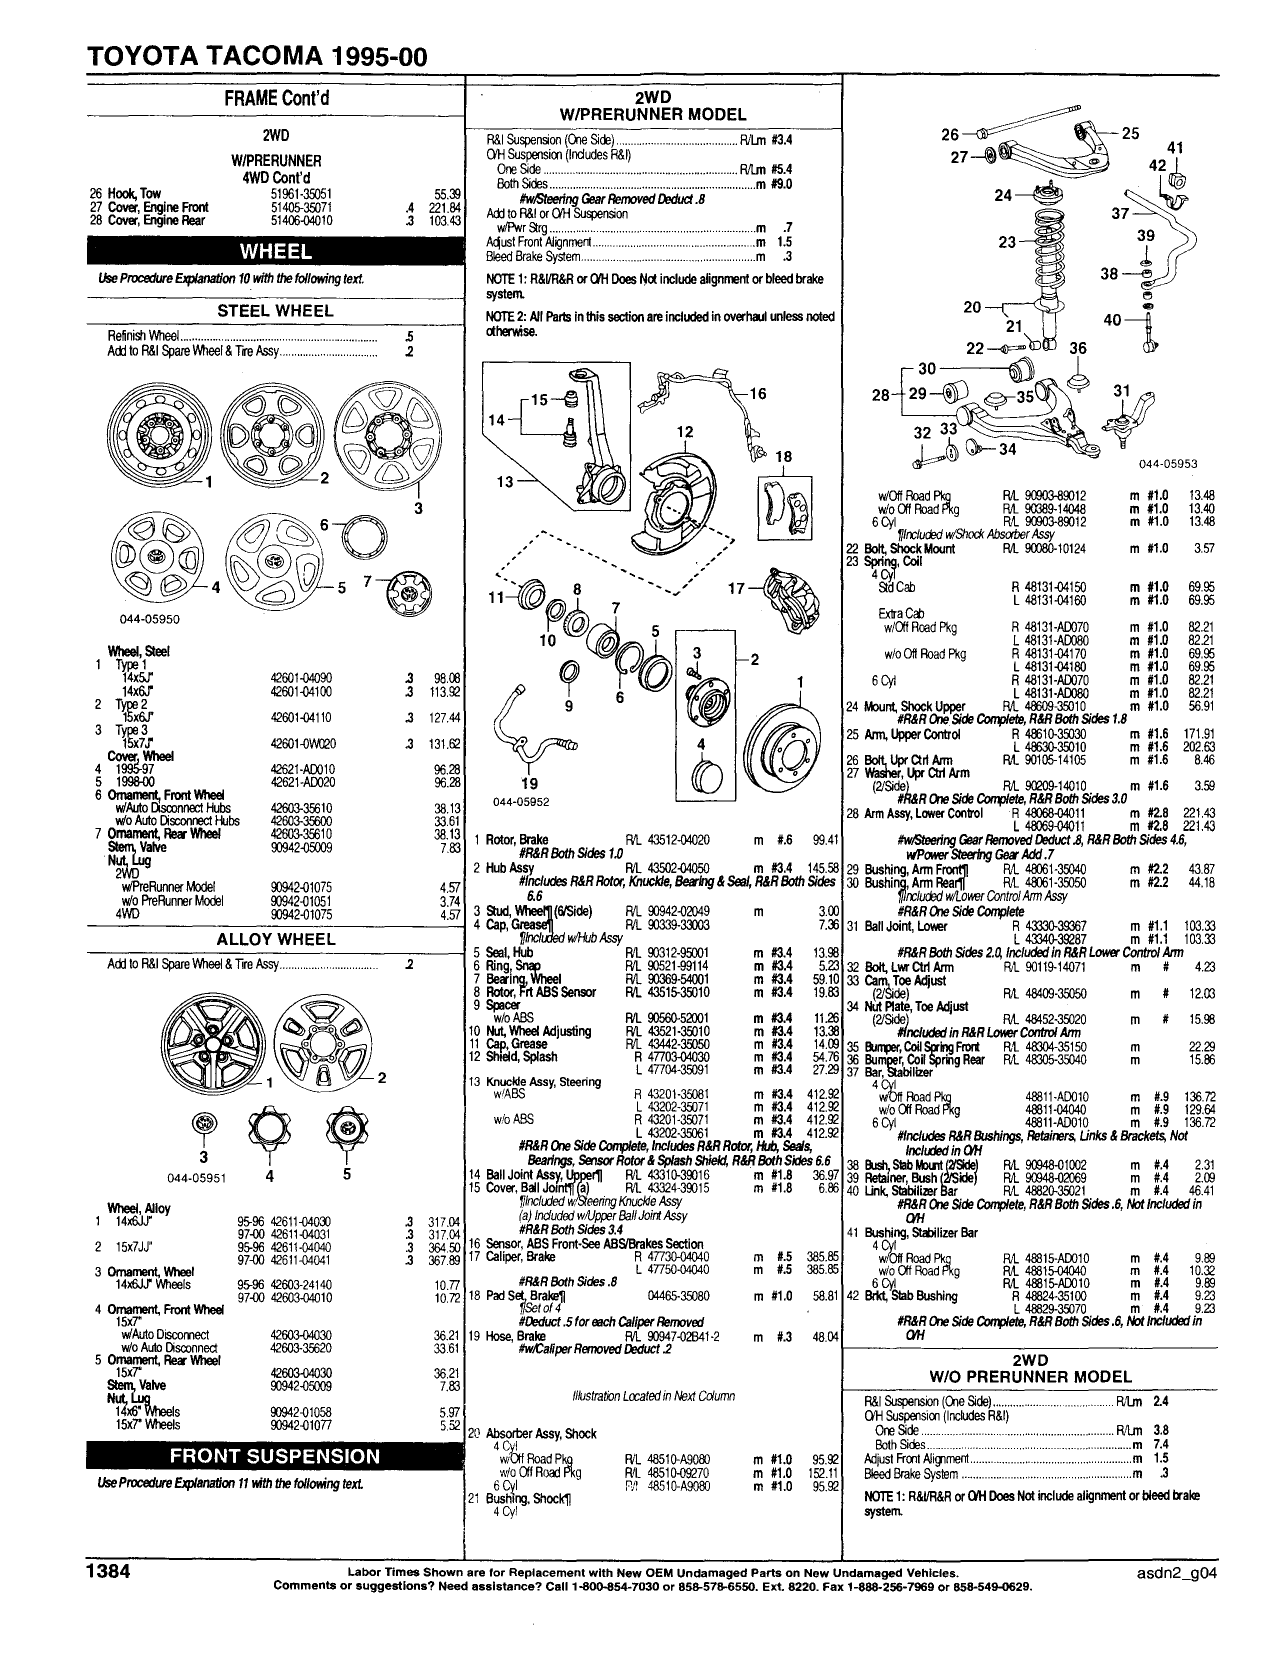 TOYOTA TACOMA 1995-00
FRAME Cont'd
2WD
W/PRERUNNER
4WD Cont'd
26 Hook, Tow 51961-35051 55.39
27 Cover, Engine Front 51405-35071 .4 221.84
28 Cover, Engine Rear 51406-04010 .3 103.43
WHEEL
Use Procedure Explanation 10 with the following text.
STEEL WHEEL
Refinish Wheel .5
Add to R&I Spare Wheel & Tire Assy .2
1
2
3
4
5
6
7
044-05950
Wheel, Steel
1 Type 1
14x5J" 42601-04090 .3 98.08
14x6J" 42601-04100 .3 113.92
2 Type 2
15x6J" 42601-04110 .3 127.44
3 Type 3
15x7J" 42601-0W020 .3 131.62
Cover, Wheel
4 1995-97 42621-AD010 96.28
5 1998-00 42621-AD020 96.28
6 Ornament, Front Wheel
w/Auto Disconnect Hubs 42603-35610 38.13
w/o Auto Disconnect Hubs 42603-35600 33.61
7 Ornament, Rear Wheel 42603-35610 38.13
Stem, Valve 90942-05009 7.83
Nut, Lug
2WD
w/PreRunner Model 90942-01075 4.57
w/o PreRunner Model 90942-01051 3.74
4WD 90942-01075 4.57
ALLOY WHEEL
Add to R&I Spare Wheel & Tire Assy .2
1
2
3
4
5
044-05951
Wheel, Alloy
1 14x6JJ" 95-96 42611-04030 .3 317.04
97-00 42611-04031 .3 317.04
2 15x7JJ" 95-96 42611-04040 .3 364.50
97-00 42611-04041 .3 367.89
3 Ornament, Wheel
14x6JJ" Wheels 95-96 42603-24140 10.77
97-00 42603-04010 10.72
4 Ornament, Front Wheel
15x7"
w/Auto Disconnect 42603-04030 36.21
w/o Auto Disconnect 42603-35620 33.61
5 Ornament, Rear Wheel
15x7" 42603-04030 36.21
Stem, Valve 90942-05009 7.83
Nut, Lug
14x6" Wheels 90942-01058 5.97
15x7" Wheels 90942-01077 5.52
FRONT SUSPENSION
Use Procedure Explanation 11 with the following text.
2WD
W/PRERUNNER MODEL
R&I Suspension (One Side) R/Lm #3.4
O/H Suspension (Includes R&I)
One Side R/Lm #5.4
Both Sides m #9.0
#w/Steering Gear Removed Deduct .8
Add to R&I or O/H Suspension
w/Pwr Strg m .7
Adjust Front Alignment m 1.5
Bleed Brake System m .3
NOTE 1: R&I/R&R or O/H Does Not include alignment or bleed brake
system.
NOTE 2: All Parts in this section are included in overhaul unless noted
otherwise.
15
14
13
16
12
18
17
11
8
7
10
5
9
6
3
2
1
4
19
044-05952
1 Rotor, Brake R/L 43512-04020 m #.6 99.41
#R&R Both Sides 1.0
2 Hub Assy R/L 43502-04050 m #3.4 145.58
#Includes R&R Rotor, Knuckle, Bearing & Seal, R&R Both Sides
6.6
3 Stud, Wheel¶ (6/Side) R/L 90942-02049 m 3.00
4 Cap, Grease¶ R/L 90339-33003 7.36
¶Included w/Hub Assy
5 Seal, Hub R/L 90312-95001 m #3.4 13.98
6 Ring, Snap R/L 90521-99114 m #3.4 5.23
7 Bearing, Wheel R/L 90369-54001 m #3.4 59.10
8 Rotor, Frt ABS Sensor R/L 43515-35010 m #3.4 19.83
9 Spacer
w/o ABS R/L 90560-52001 m #3.4 11.26
10 Nut, Wheel Adjusting R/L 43521-35010 m #3.4 13.38
11 Cap, Grease R/L 43442-35050 m #3.4 14.09
12 Shield, Splash R 47703-04030 m #3.4 54.76
L 47704-35091 m #3.4 27.29
13 Knuckle Assy, Steering
w/ABS R 43201-35081 m #3.4 412.92
L 43202-35071 m #3.4 412.92
w/o ABS R 43201-35071 m #3.4 412.92
L 43202-35061 m #3.4 412.92
#R&R One Side Complete, Includes R&R Rotor, Hub, Seals,
Bearings, Sensor Rotor & Splash Shield, R&R Both Sides 6.6
14 Ball Joint Assy, Upper¶ R/L 43310-39016 m #1.8 36.97
15 Cover, Ball Joint¶ (a) R/L 43324-39015 m #1.8 6.86
¶Included w/Steering Knuckle Assy
(a) Included w/Upper Ball Joint Assy
#R&R Both Sides 3.4
16 Sensor, ABS Front-See ABS/Brakes Section
17 Caliper, Brake R 47730-04040 m #.5 385.85
L 47750-04040 m #.5 385.85
#R&R Both Sides .8
18 Pad Set, Brake¶ 04465-35080 m #1.0 58.81
¶Set of 4
#Deduct .5 for each Caliper Removed
19 Hose, Brake R/L 90947-02B41-2 m #.3 48.04
#w/Caliper Removed Deduct .2
Illustration Located in Next Column
20 Absorber Assy, Shock
4 Cyl
w/Off Road Pkg R/L 48510-A9080 m #1.0 95.92
w/o Off Road Pkg R/L 48510-09270 m #1.0 152.11
6 Cyl R/L 48510-A9080 m #1.0 95.92
21 Bushing, Shock¶
4 Cyl
26
25
27
41
42
24
37
23
39
38
20
21
40
22
36
30
28
29
35
31
32
33
34
044-05953
w/Off Road Pkg R/L 90903-89012 m #1.0 13.48
w/o Off Road Pkg R/L 90389-14048 m #1.0 13.40
6 Cyl R/L 90903-89012 m #1.0 13.48
¶Included w/Shock Absorber Assy
22 Bolt, Shock Mount R/L 90080-10124 m #1.0 3.57
23 Spring, Coil
4 Cyl
Std Cab R 48131-04150 m #1.0 69.95
L 48131-04160 m #1.0 69.95
Extra Cab
w/Off Road Pkg R 48131-AD070 m #1.0 82.21
L 48131-AD080 m #1.0 82.21
w/o Off Road Pkg R 48131-04170 m #1.0 69.95
L 48131-04180 m #1.0 69.95
6 Cyl R 48131-AD070 m #1.0 82.21
L 48131-AD080 m #1.0 82.21
24 Mount, Shock Upper R/L 48609-35010 m #1.0 56.91
#R&R One Side Complete, R&R Both Sides 1.8
25 Arm, Upper Control R 48610-35030 m #1.6 171.91
L 48630-35010 m #1.6 202.63
26 Bolt, Upr Ctrl Arm R/L 90105-14105 m #1.6 8.46
27 Washer, Upr Ctrl Arm
(2/Side) R/L 90209-14010 m #1.6 3.59
#R&R One Side Complete, R&R Both Sides 3.0
28 Arm Assy, Lower Control R 48068-04011 m #2.8 221.43
L 48069-04011 m #2.8 221.43
#w/Steering Gear Removed Deduct .8, R&R Both Sides 4.6,
w/Power Steering Gear Add .7
29 Bushing, Arm Front¶ R/L 48061-35040 m #2.2 43.87
30 Bushing, Arm Rear¶ R/L 48061-35050 m #2.2 44.18
¶Included w/Lower Control Arm Assy
#R&R One Side Complete
31 Ball Joint, Lower R 43330-39367 m #1.1 103.33
L 43340-39287 m #1.1 103.33
#R&R Both Sides 2.0, Included in R&R Lower Control Arm
32 Bolt, Lwr Ctrl Arm R/L 90119-14071 m # 4.23
33 Cam, Toe Adjust
(2/Side) R/L 48409-35050 m # 12.03
34 Nut Plate, Toe Adjust
(2/Side) R/L 48452-35020 m # 15.98
#Included in R&R Lower Control Arm
35 Bumper, Coil Spring Front R/L 48304-35150 m 22.29
36 Bumper, Coil Spring Rear R/L 48305-35040 m 15.86
37 Bar, Stabilizer
4 Cyl
w/Off Road Pkg 48811-AD010 m #.9 136.72
w/o Off Road Pkg 48811-04040 m #.9 129.64
6 Cyl 48811-AD010 m #.9 136.72
#Includes R&R Bushings, Retainers, Links & Brackets, Not
Included in O/H
38 Bush, Stab Mount (2/Side) R/L 90948-01002 m #.4 2.31
39 Retainer, Bush (2/Side) R/L 90948-02069 m #.4 2.09
40 Link, Stabilizer Bar R/L 48820-35021 m #.4 46.41
#R&R One Side Complete, R&R Both Sides .6, Not Included in
O/H
41 Bushing, Stabilizer Bar
4 Cyl
w/Off Road Pkg R/L 48815-AD010 m #.4 9.89
w/o Off Road Pkg R/L 48815-04040 m #.4 10.32
6 Cyl R/L 48815-AD010 m #.4 9.89
42 Brkt, Stab Bushing R 48824-35100 m #.4 9.23
L 48829-35070 m #.4 9.23
#R&R One Side Complete, R&R Both Sides .6, Not Included in
O/H
2WD
W/O PRERUNNER MODEL
R&I Suspension (One Side) R/Lm 2.4
O/H Suspension (Includes R&I)
One Side R/Lm 3.8
Both Sides m 7.4
Adjust Front Alignment m 1.5
Bleed Brake System m .3
NOTE 1: R&I/R&R or O/H Does Not include alignment or bleed brake
system.
1384
Labor Times Shown are for Replacement with New OEM Undamaged Parts on New Undamaged Vehicles.
Comments or suggestions? Need assistance? Call 1-800-854-7030 or 858-578-6550. Ext. 8220. Fax 1-888-256-7969 or 858-549-0629.
asdn2_g04